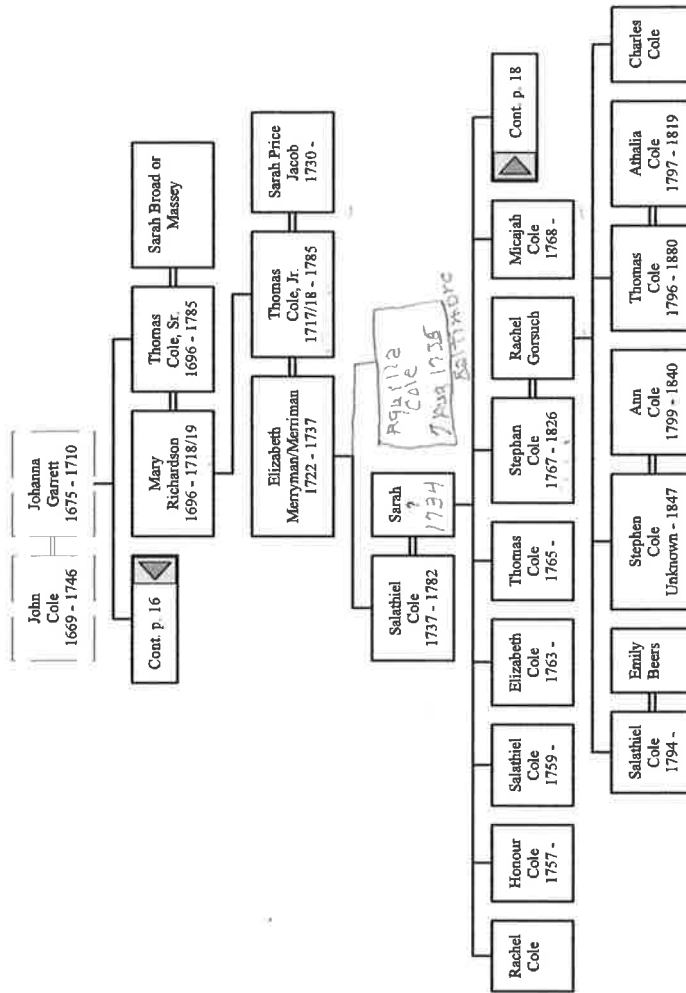 John
Cole
1669 - 1746
Johanna
Garrett
1675 - 1710
Cont. p. 16
Mary
Richardson
1696 - 1718/19
Thomas
Cole, Sr.
1696 - 1785
Sarah Broad or
Massey
Elizabeth
Merryman/Merriman
1722 - 1737
Thomas
Cole, Jr.
1717/18 - 1785
Sarah Price
Jacob
1730 -
Salathiel
Cole
1737 - 1782
Sarah
?
1734
Aquilla
Cole
1735
Baltimore
Rachel
Cole
Honour
Cole
1757 -
Salathiel
Cole
1759 -
Elizabeth
Cole
1763 -
Thomas
Cole
1765 -
Stephan
Cole
1767 - 1826
Rachel
Gorsuch
Micajah
Cole
1768 -
Cont. p. 18
Salathiel
Cole
1794 -
Emily
Beers
Stephen
Cole
Unknown - 1847
Ann
Cole
1799 - 1840
Thomas
Cole
1796 - 1880
Athalia
Cole
1797 - 1819
Charles
Cole